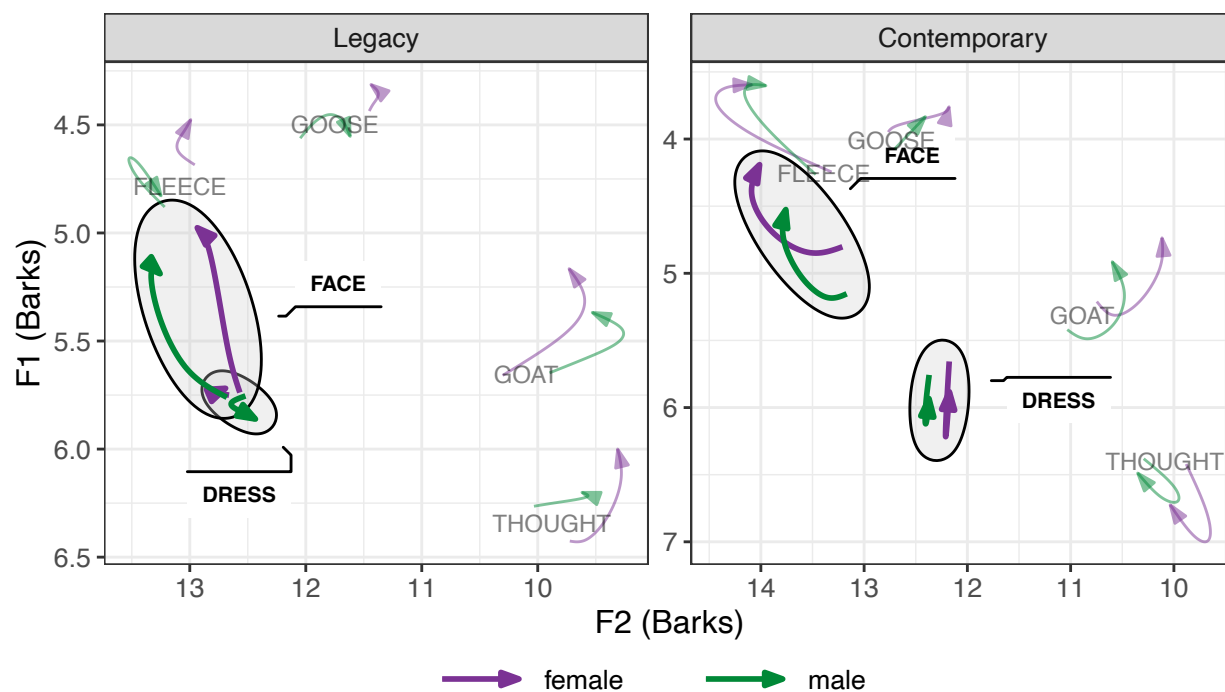 Legacy
Contemporary
4.5
5.0
5.5
6.0
6.5
4
5
6
7
F1 (Barks)
GOOSE
FLEECE
FACE
GOAT
DRESS
THOUGHT
GOOSE
FACE
FLEECE
GOAT
DRESS
THOUGHT
13
12
11
10
14
13
12
11
10
F2 (Barks)
female
male